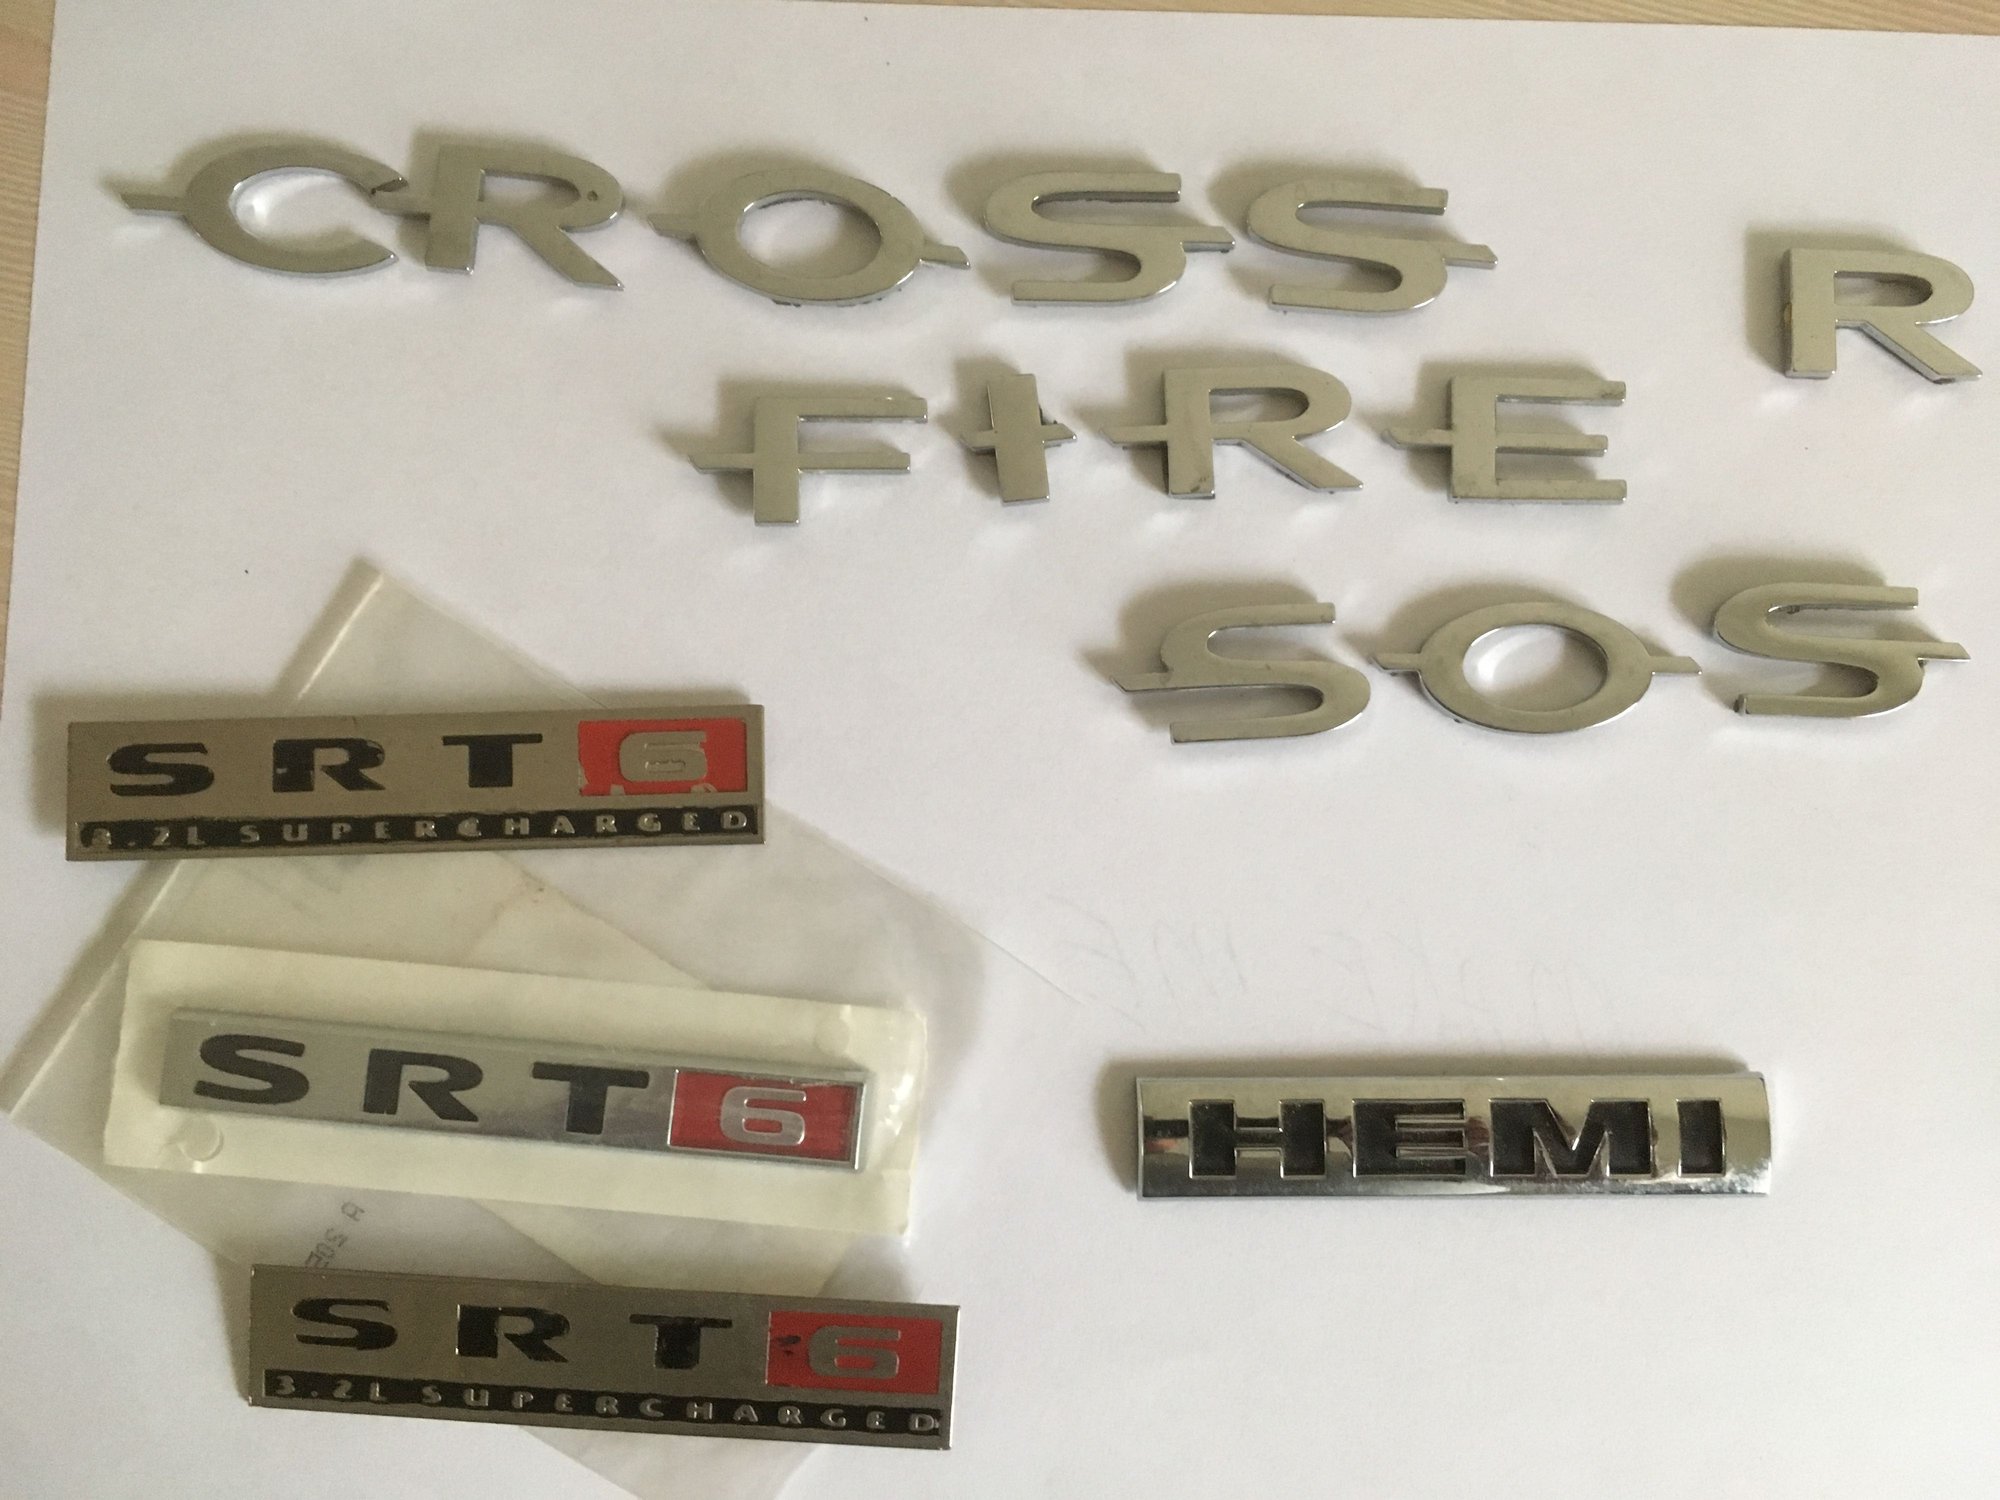 CROSS
R
FIRE
SOS
SRT6
3.2L SUPERCHARGED
SRT6
HEMI
SRT6
3.2L SUPERCHARGED